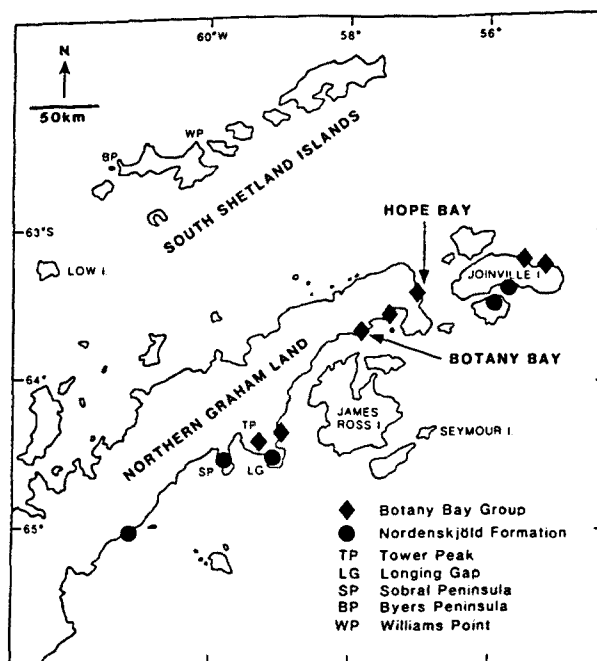 60°W
58°
56°
N
50km
WP
BP
SOUTH SHETLAND ISLANDS
HOPE BAY
63°S
LOW I.
JOINVILLE I.
BOTANY BAY
64°
NORTHERN GRAHAM LAND
JAMES
ROSS I.
SEYMOUR I.
TP
SP
LG
65°
Botany Bay Group
Nordenskjöld Formation
TP Tower Peak
LG Longing Gap
SP Sobral Peninsula
BP Byers Peninsula
WP Williams Point